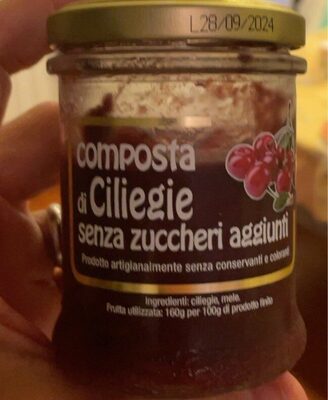 L28/09/2024
composta
di Ciliegie
senza zuccheri aggiunti
Prodotto artigianalmente senza conservanti e coloranti
Ingredienti: ciliegie, mele.
Frutta utilizzata: 160g per 100g di prodotto finito